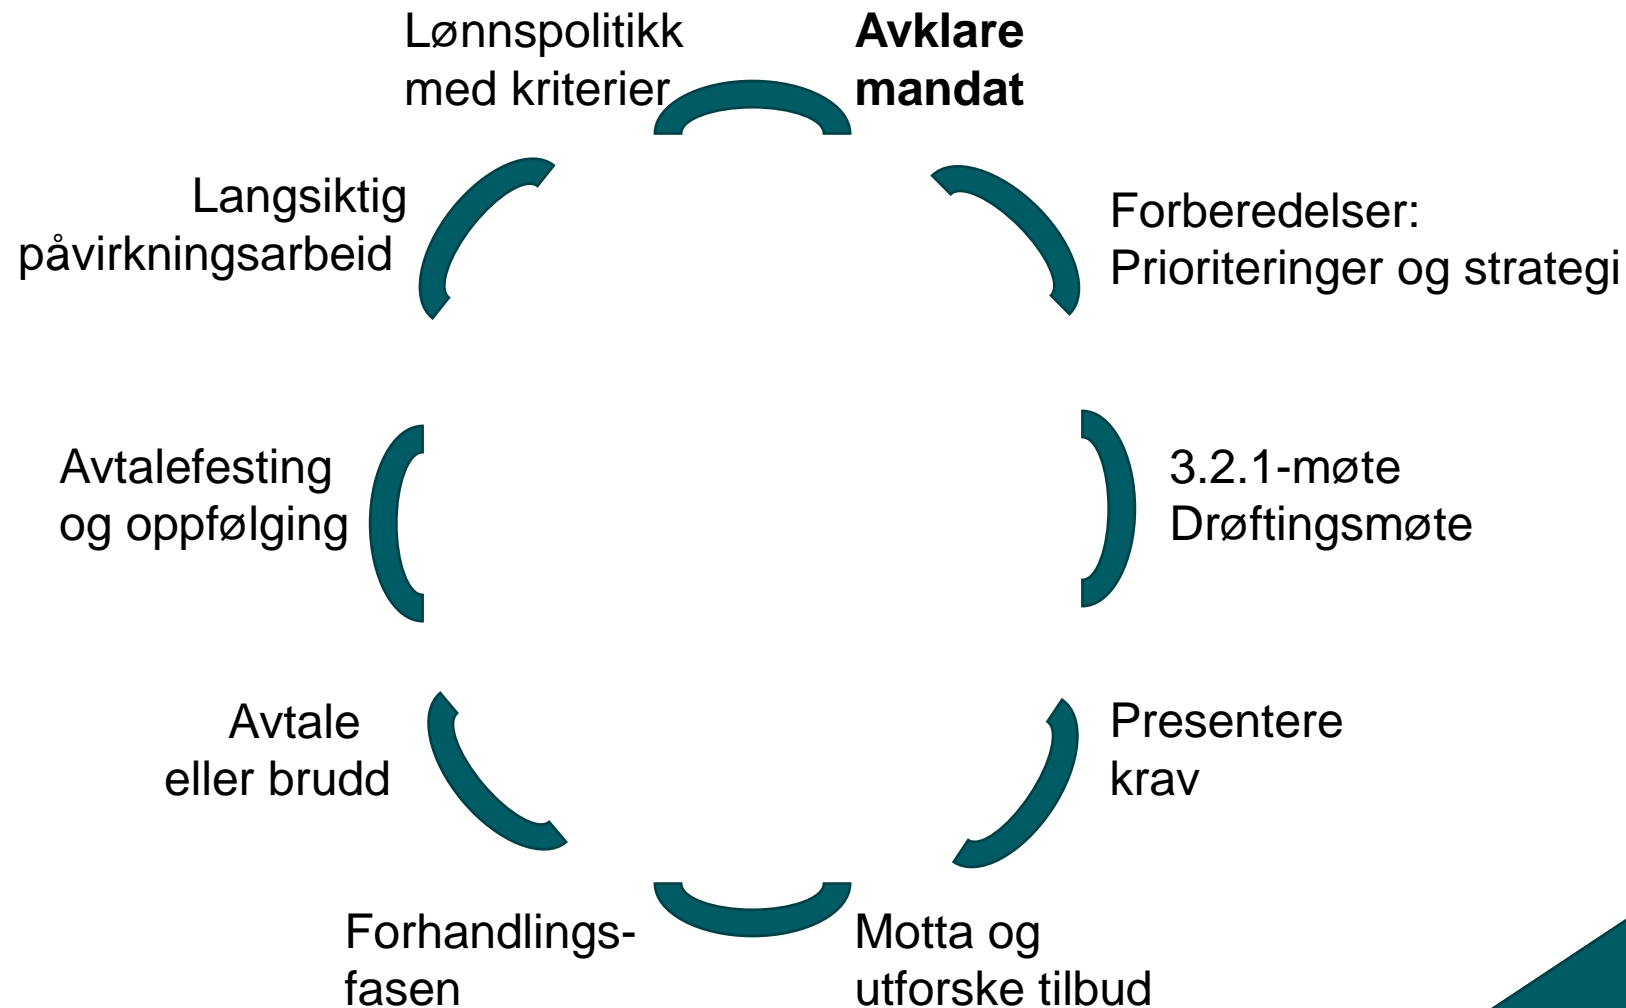 Lønnspolitikk
med kriterier
Avklare
mandat
Forberedelser:
Prioriteringer og strategi
3.2.1-møte
Drøftingsmøte
Presentere
krav
Motta og
utforske tilbud
Forhandlings-
fasen
Avtale
eller brudd
Avtalefesting
og oppfølging
Langsiktig
påvirkningsarbeid